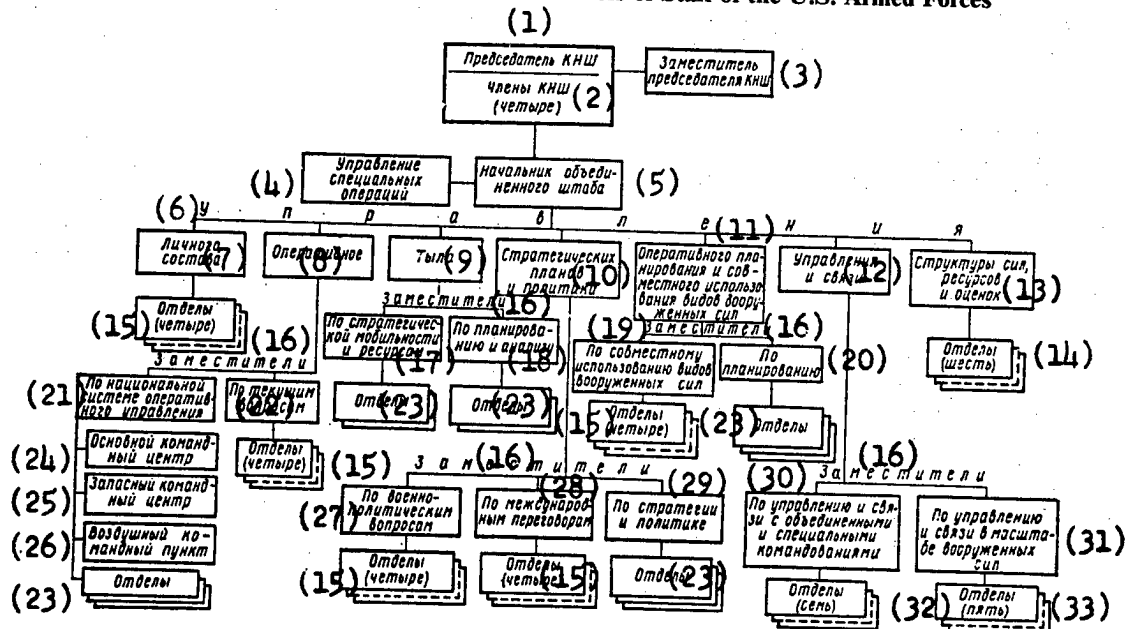 of the U.S. Armed Forces
(1)
Председатель КНШ
Члены КНШ (2)
(четыре)
Заместитель
председателя КНШ
(3)
(4)
Управление
специальных
операций
Начальник объеди-
ненного штаба
(5)
(6) У п р а в л е н и я
Личного
состава (7)
Оперативное (8)
Тыла (9)
Стратегических
планов
и политики (10)
(11)
Оперативного пла-
нирования и сов-
местного использо-
вания видов воору-
женных сил
Управления
и связи (12)
Структуры сил,
ресурсов
и оценок (13)
(15)
Отделы
(четыре)
Заместители (16)
По стратегичес-
кой мобильности
и ресурсам (17)
По планирова-
нию и анализу (18)
(19) Заместители (16)
По совместному
использованию видов
вооруженных сил
По
планированию
(20)
Отделы
(шесть)
(14)
(16)
Заместители
(21)
По национальной
системе оператив-
ного управления
По текущим
вопросам (22)
Отделы (23)
Отделы (23)
(15)
Отделы
(четыре)
(23)
Отделы
(24)
Основной команд-
ный центр
Отделы
(четыре)
(15)
(25)
Запасный команд-
ный центр
(26)
Воздушный ко-
мандный пункт
(23)
Отделы
(16)
Заместители
(27)
По военно-
политическим
вопросам
(28)
По международ-
ным переговорам
(29)
По стратегии
и политике
(15)
Отделы
(четыре)
Отделы
(четыре) (15)
Отделы (23)
(16)
(30) Заместители
По управлению и свя-
зи с объединенными
и специальными
командованиями
По управлению
и связи в масшта-
бе вооруженных
сил
(31)
Отделы
(семь)
(32)
Отделы
(пять)
(33)